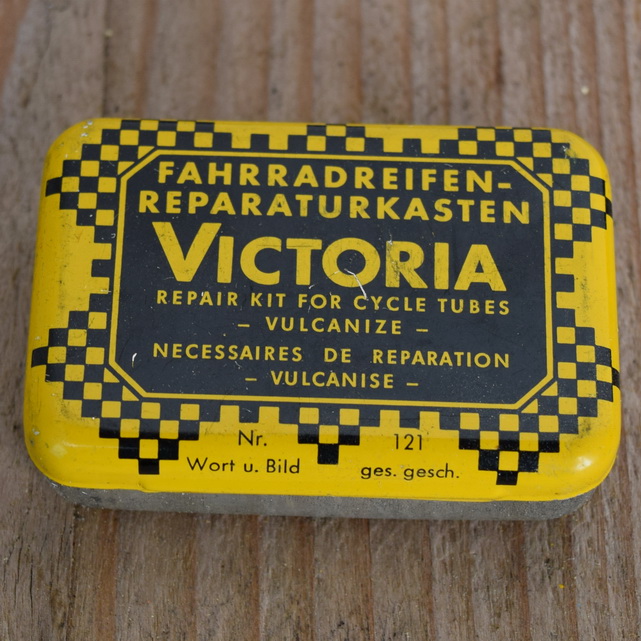 FAHRRADREIFEN-
REPARATURKASTEN
VICTORIA
REPAIR KIT FOR CYCLE TUBES
– VULCANIZE –
NECESSAIRES DE REPARATION
– VULCANISE –
Nr. 121
Wort u. Bild ges. gesch.